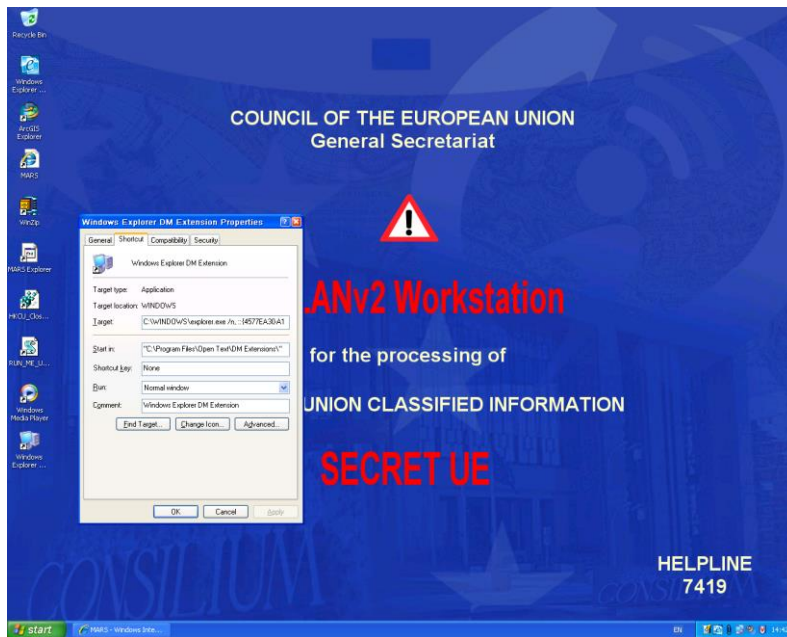 Recycle Bin
Windows
Explorer ...
ArcGIS
Explorer
MARS
WinZip
MARS Explorer
HKCU_Clos...
RUN_ME_U...
Windows
Media Player
Windows
Explorer ...
COUNCIL OF THE EUROPEAN UNION
General Secretariat
LANv2 Workstation
for the processing of
UNION CLASSIFIED INFORMATION
SECRET UE
HELPLINE
7419
CONSILIUM
CONSILIUM
Windows Explorer DM Extension Properties
General Shortcut Compatibility Security
Windows Explorer DM Extension
Target type: Application
Target location: WINDOWS
Target: C:\WINDOWS\explorer.exe /n, ::{4577EA30-A1
Start in: "C:\Program Files\Open Text\DM Extensions\"
Shortcut key: None
Run: Normal window
Comment: Windows Explorer DM Extension
Find Target... Change Icon... Advanced...
OK Cancel Apply
start
MARS - Windows Inte...
EN